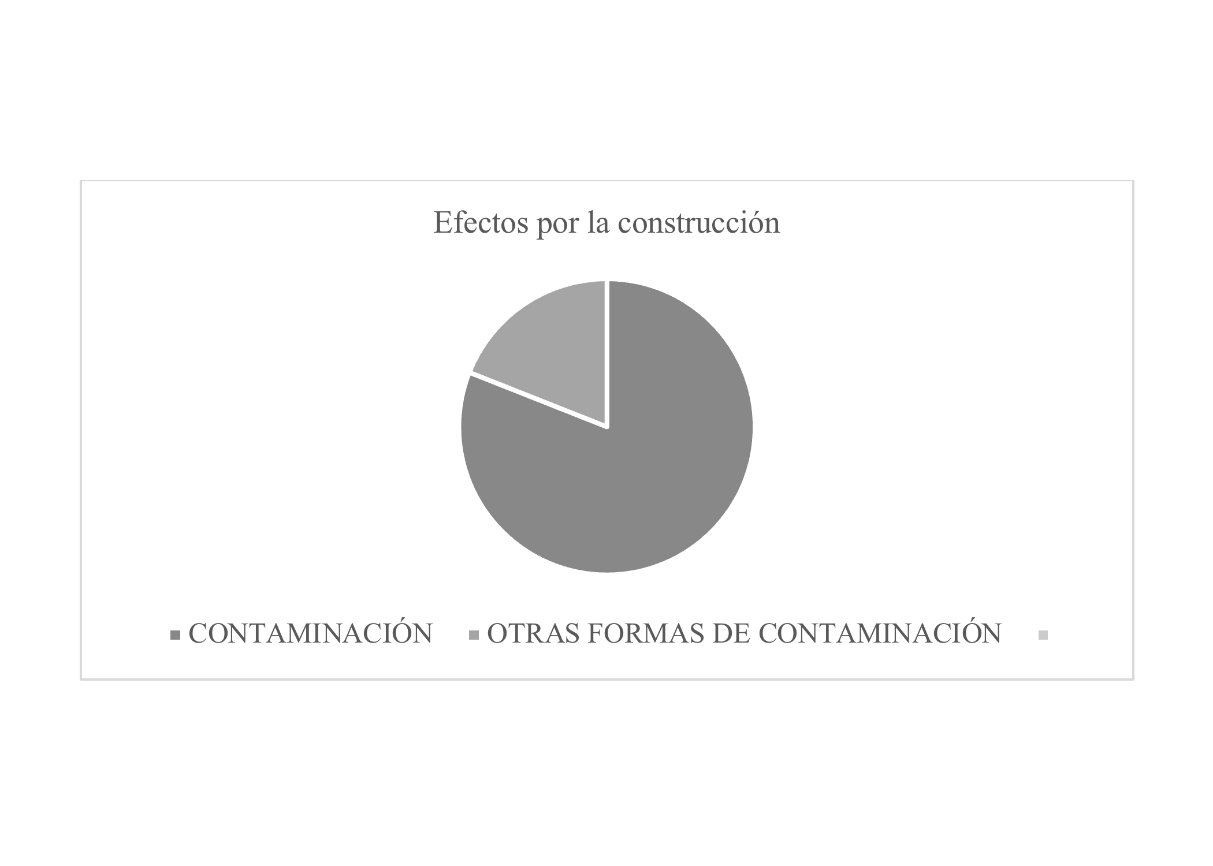 Efectos por la construcción
CONTAMINACIÓN OTRAS FORMAS DE CONTAMINACIÓN